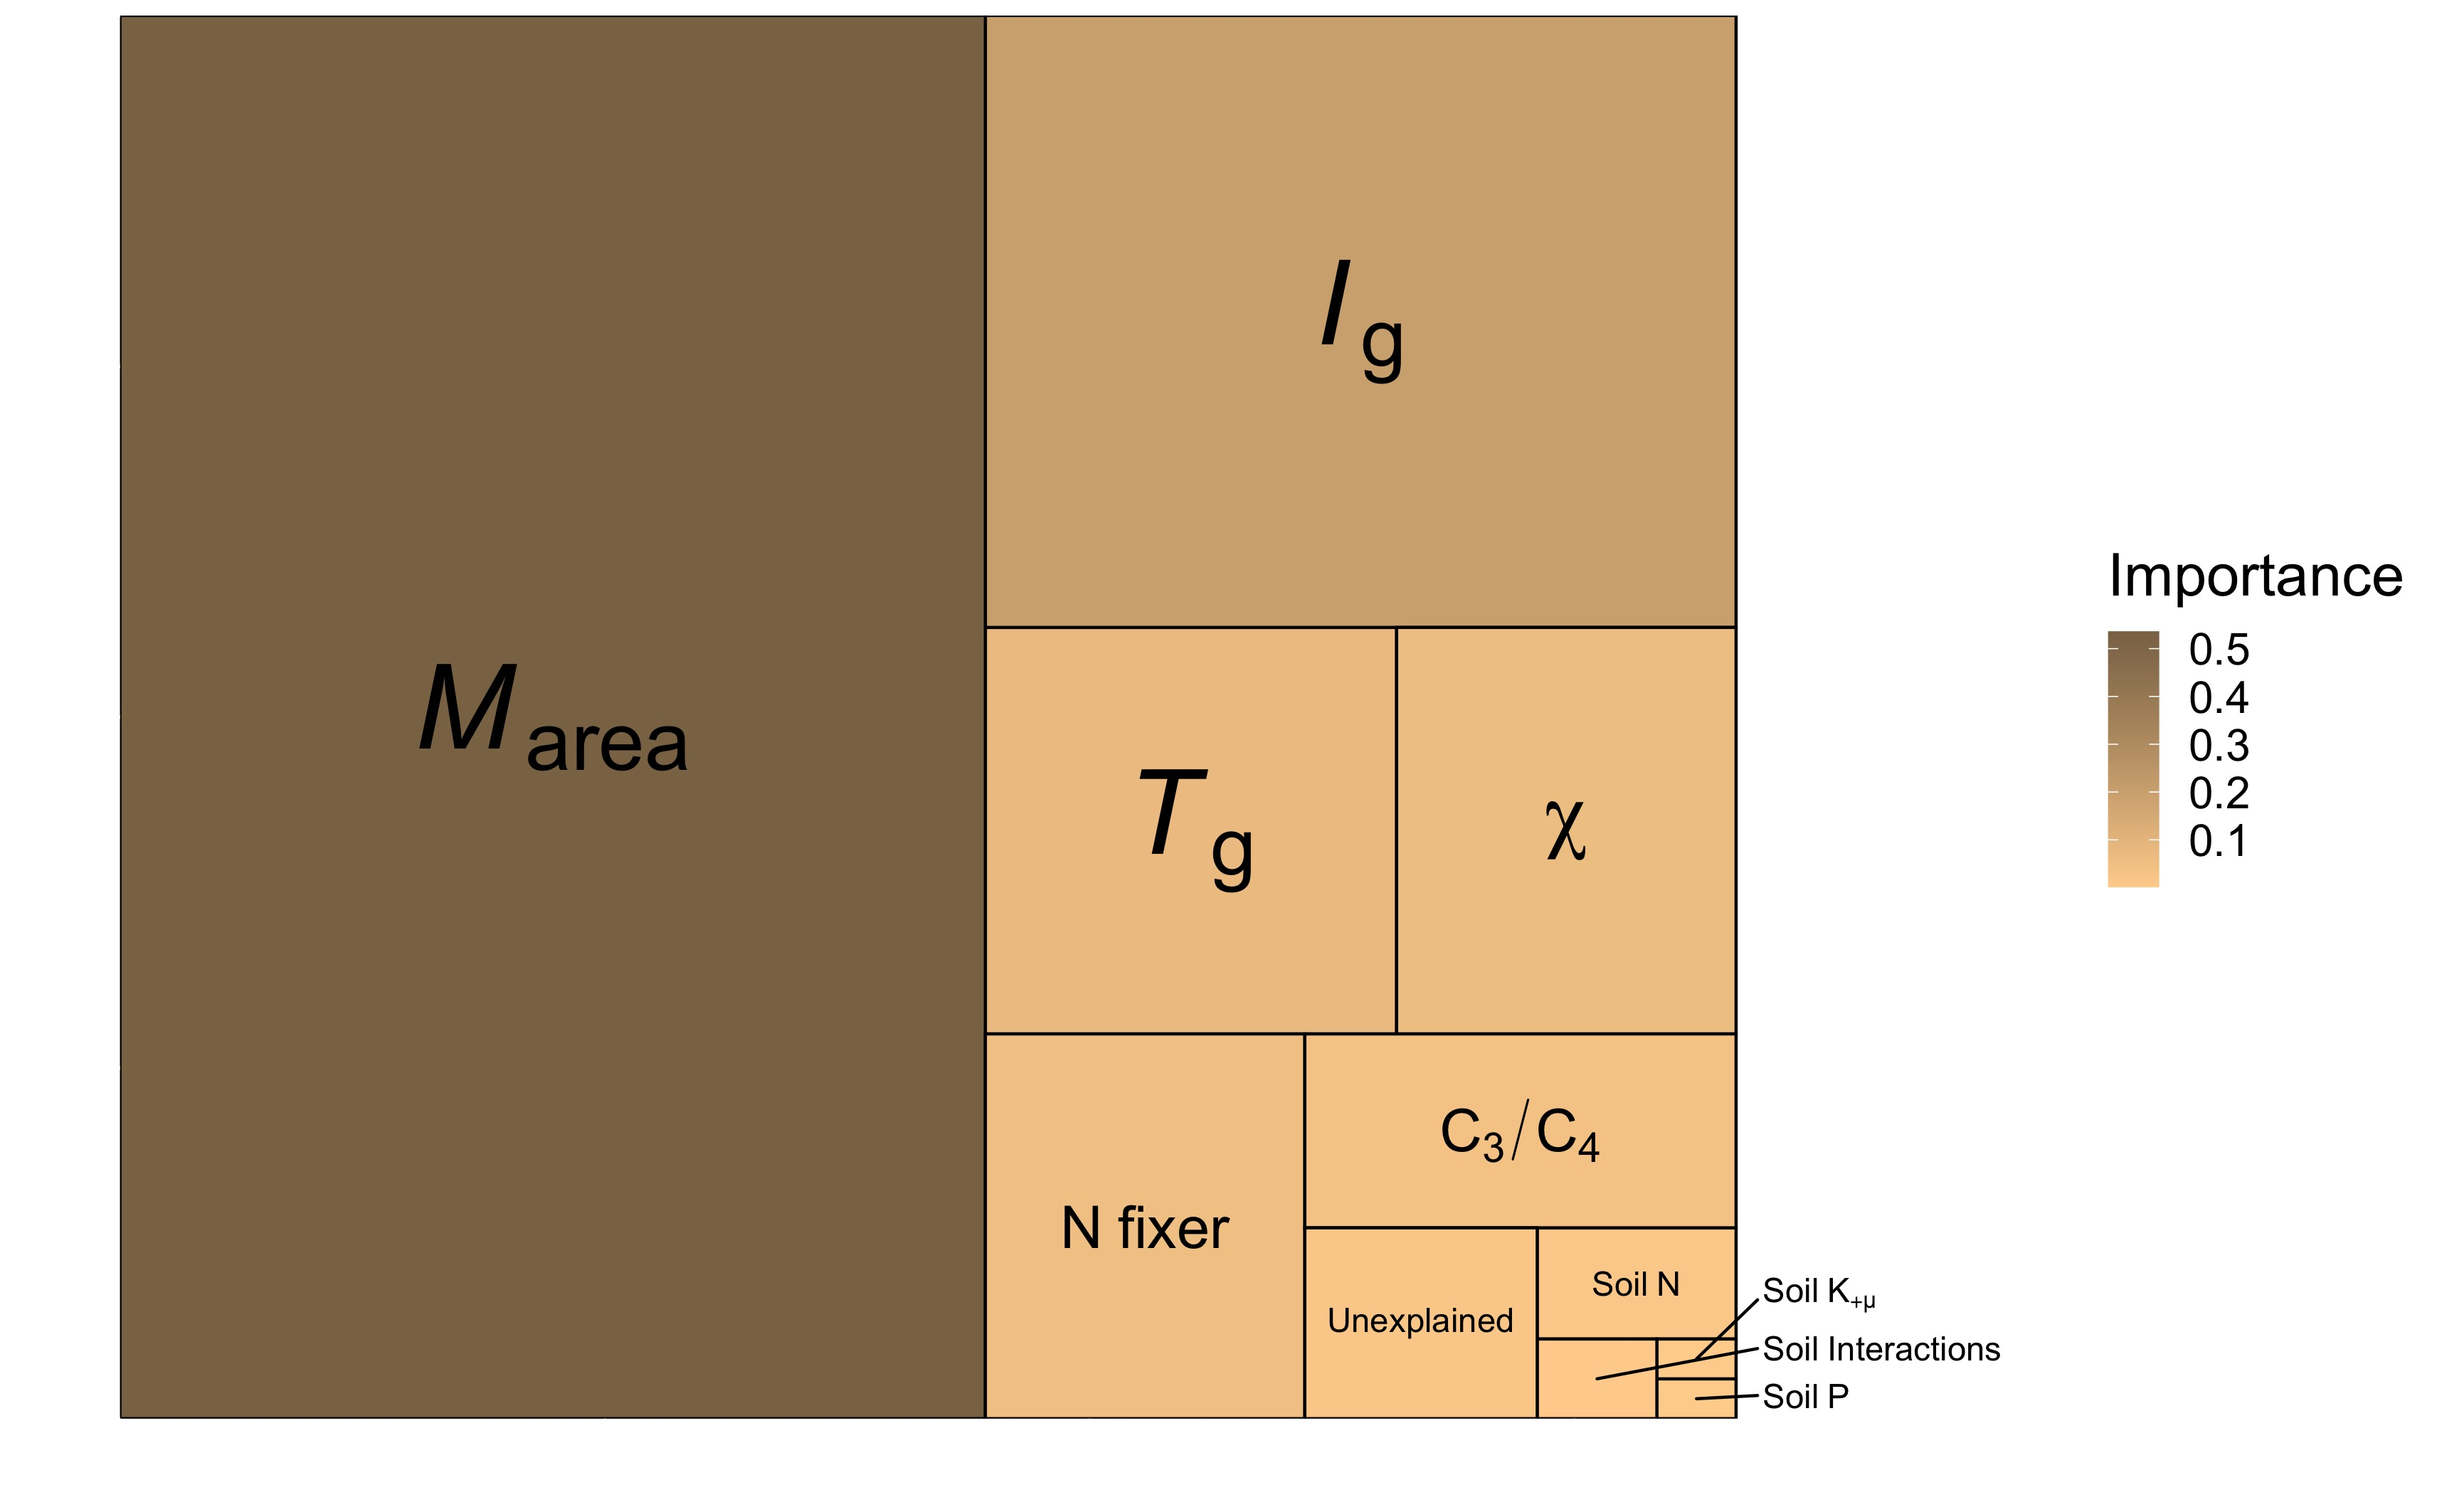 M area
I g
T g
χ
N fixer
C₃/C₄
Unexplained
Soil N
Soil K₊μ
Soil Interactions
Soil P
Importance
0.5
0.4
0.3
0.2
0.1